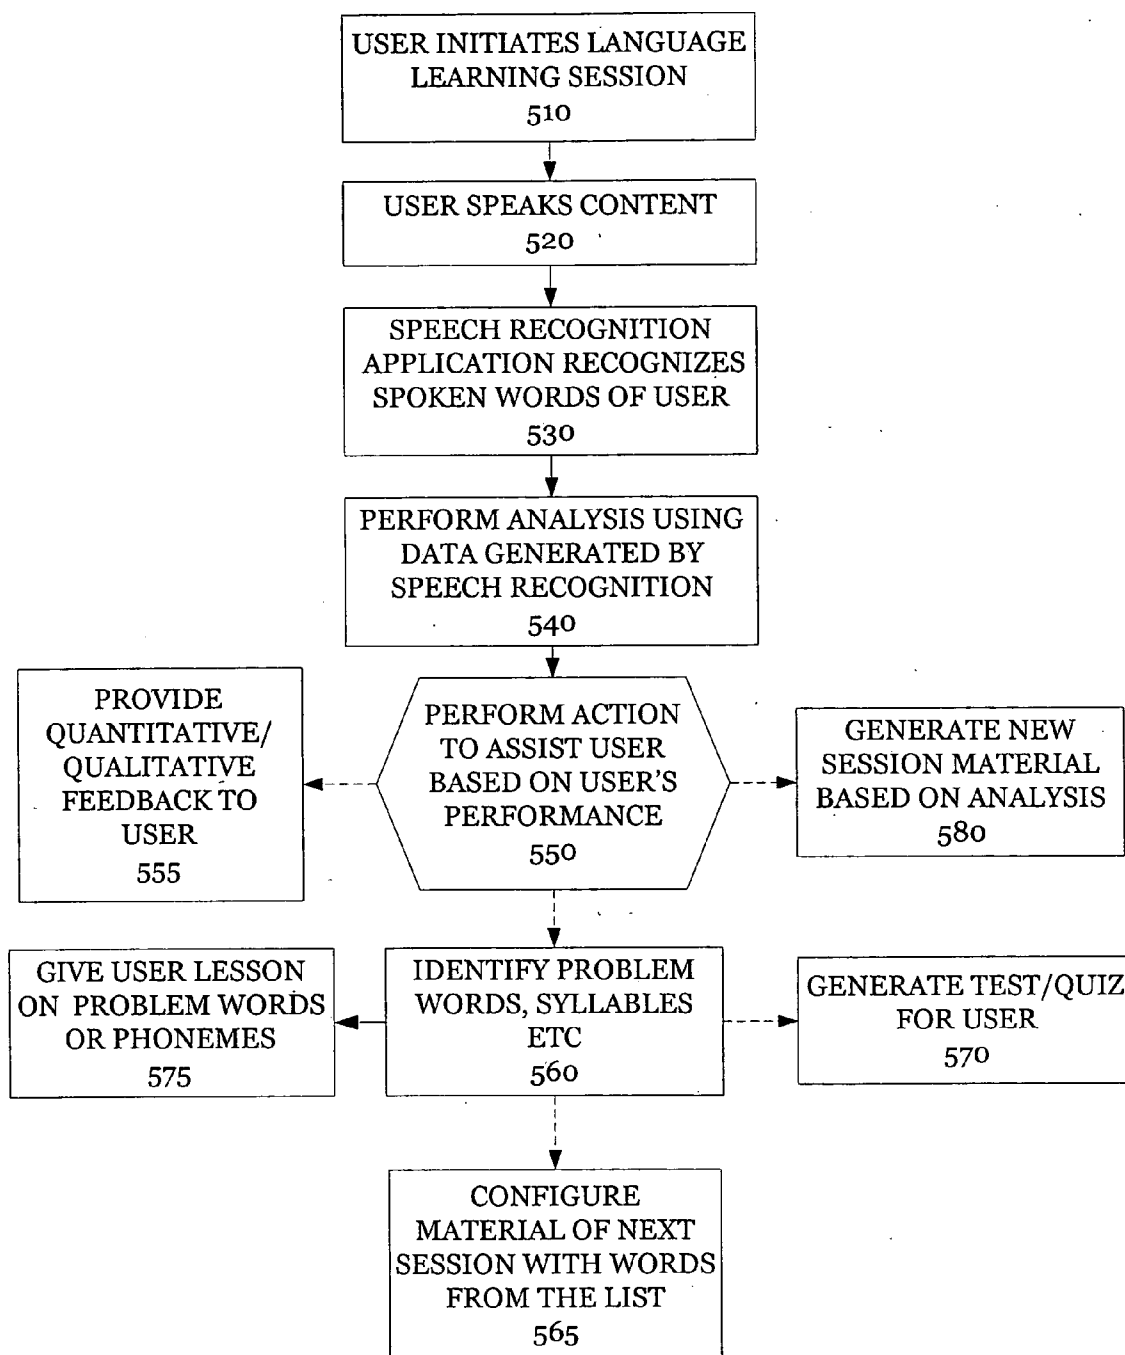 USER INITIATES LANGUAGE
LEARNING SESSION
510
USER SPEAKS CONTENT
520
SPEECH RECOGNITION
APPLICATION RECOGNIZES
SPOKEN WORDS OF USER
530
PERFORM ANALYSIS USING
DATA GENERATED BY
SPEECH RECOGNITION
540
PROVIDE
QUANTITATIVE/
QUALITATIVE
FEEDBACK TO
USER
555
PERFORM ACTION
TO ASSIST USER
BASED ON USER'S
PERFORMANCE
550
GENERATE NEW
SESSION MATERIAL
BASED ON ANALYSIS
580
GIVE USER LESSON
ON PROBLEM WORDS
OR PHONEMES
575
IDENTIFY PROBLEM
WORDS, SYLLABLES
ETC
560
GENERATE TEST/QUIZ
FOR USER
570
CONFIGURE
MATERIAL OF NEXT
SESSION WITH WORDS
FROM THE LIST
565